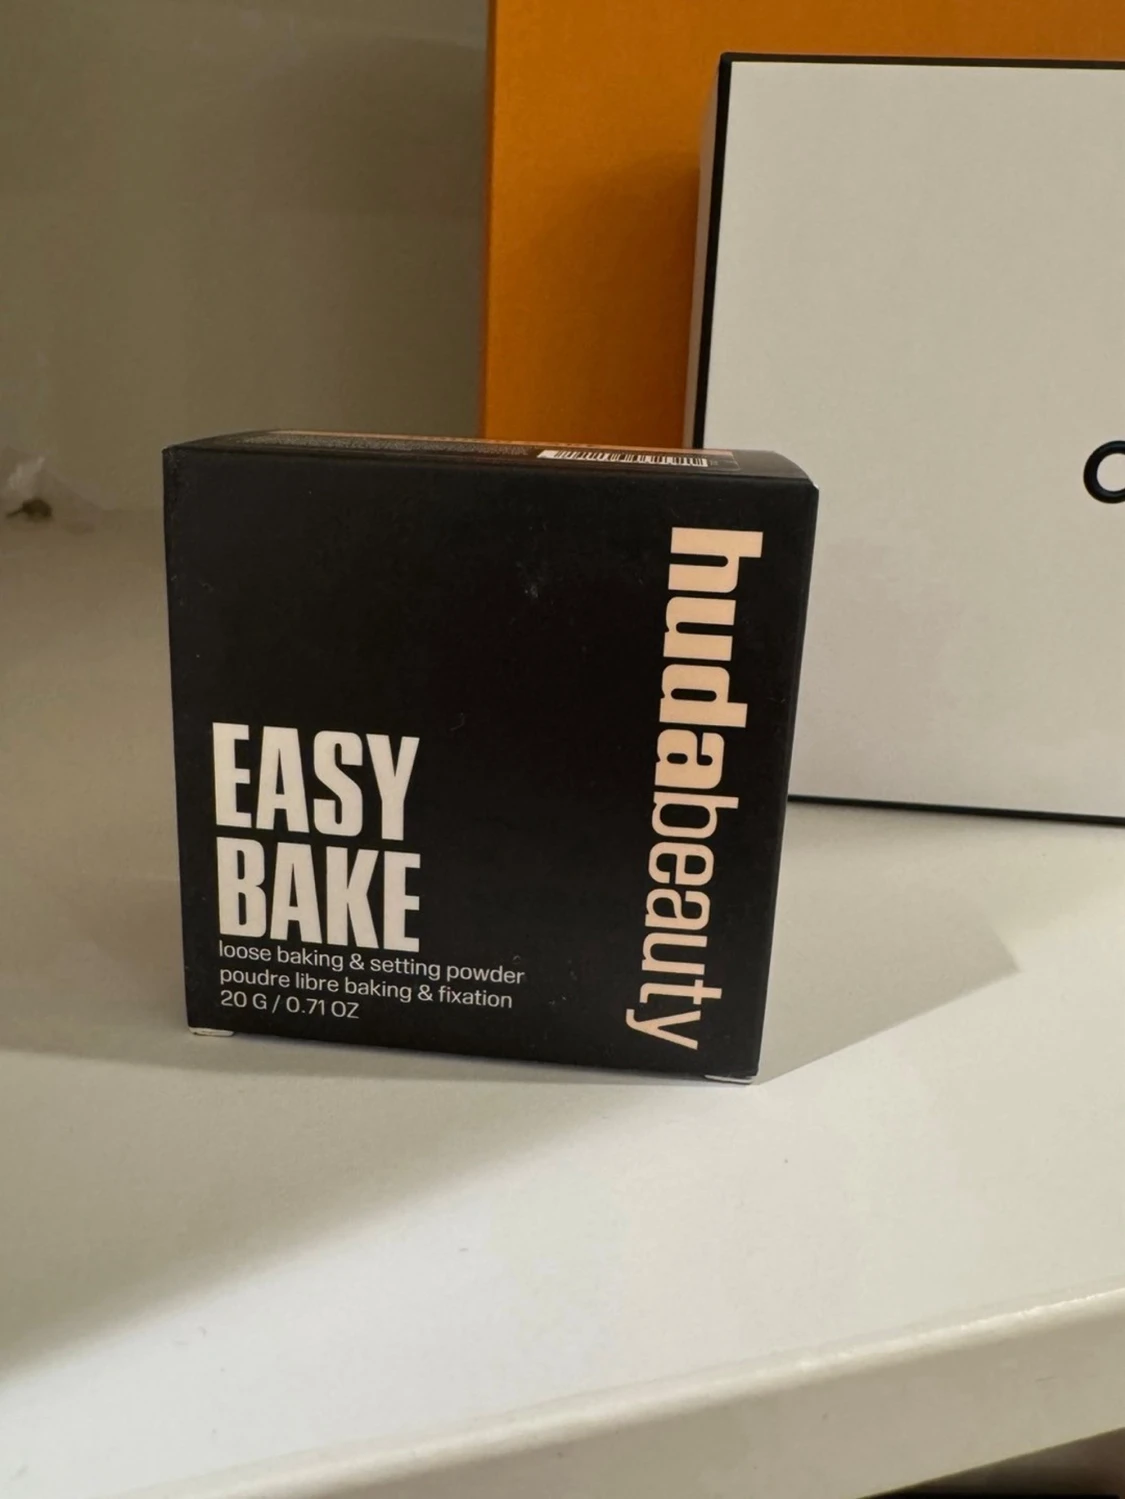 EASY
BAKE
loose baking & setting powder
poudre libre baking & fixation
20 G / 0.71 OZ
hudabeauty